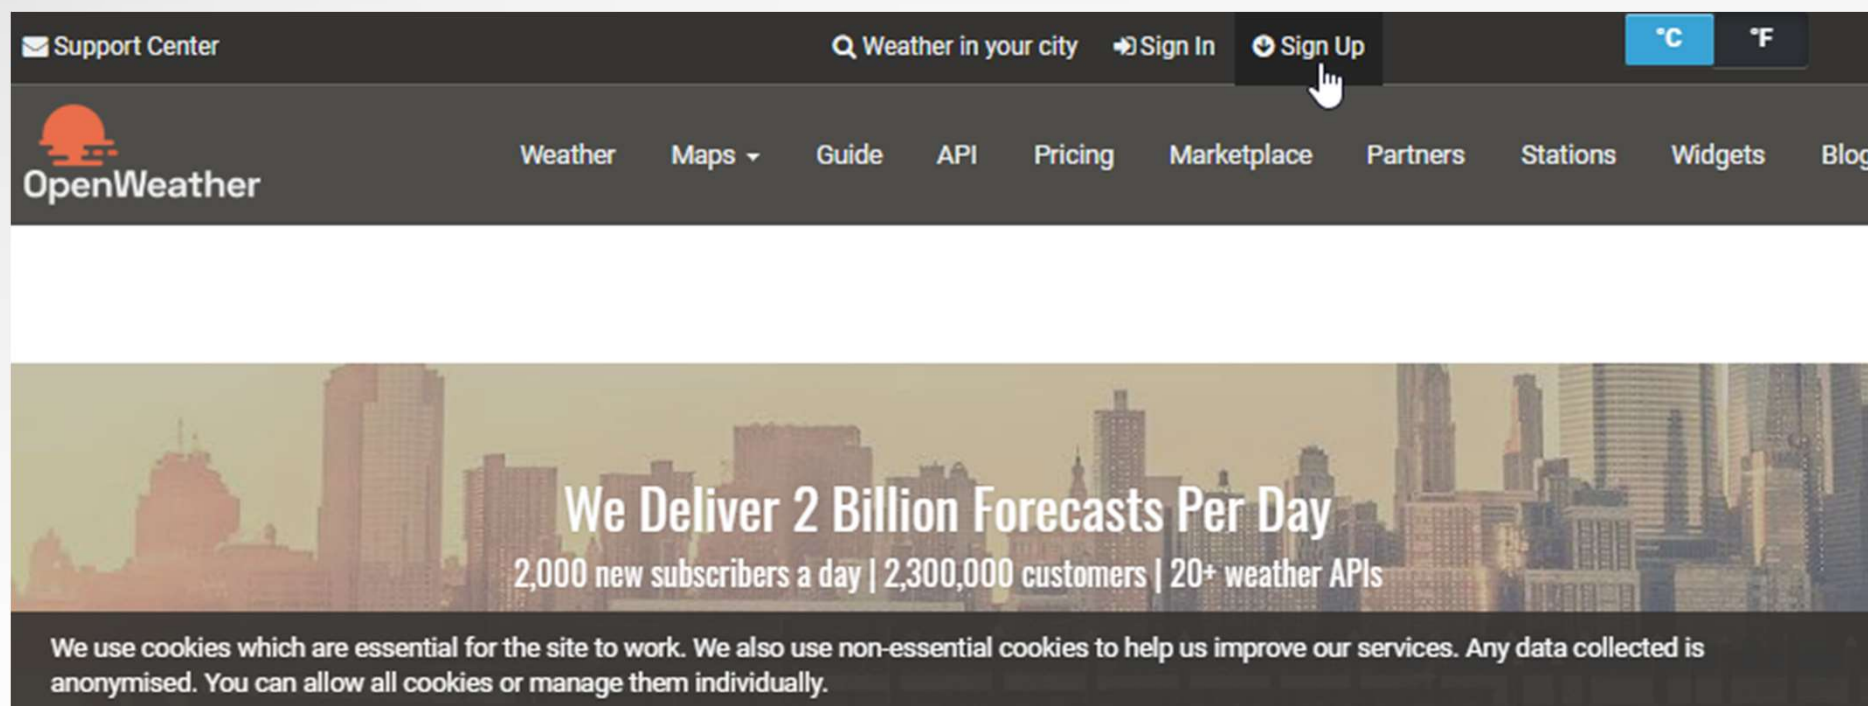 Support Center
Weather in your city Sign In Sign Up
°C °F
OpenWeather
Weather Maps Guide API Pricing Marketplace Partners Stations Widgets Blog
We Deliver 2 Billion Forecasts Per Day
2,000 new subscribers a day | 2,300,000 customers | 20+ weather APIs
We use cookies which are essential for the site to work. We also use non-essential cookies to help us improve our services. Any data collected is
anonymised. You can allow all cookies or manage them individually.